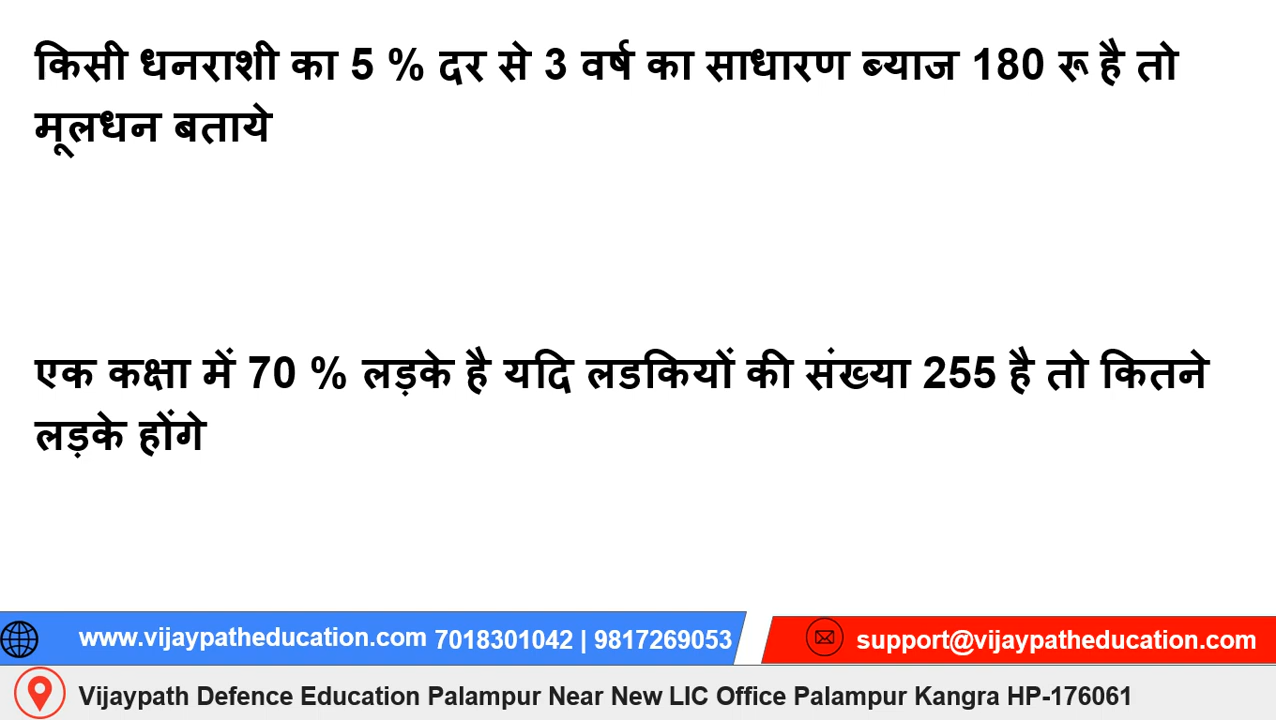 किसी धनराशी का 5 % दर से 3 वर्ष का साधारण ब्याज 180 रू है तो
मूलधन बताये
एक कक्षा में 70 % लड़के है यदि लडकियों की संख्या 255 है तो कितने
लड़के होंगे
www.vijaypatheducation.com 7018301042 | 9817269053 support@vijaypatheducation.com
Vijaypath Defence Education Palampur Near New LIC Office Palampur Kangra HP-176061